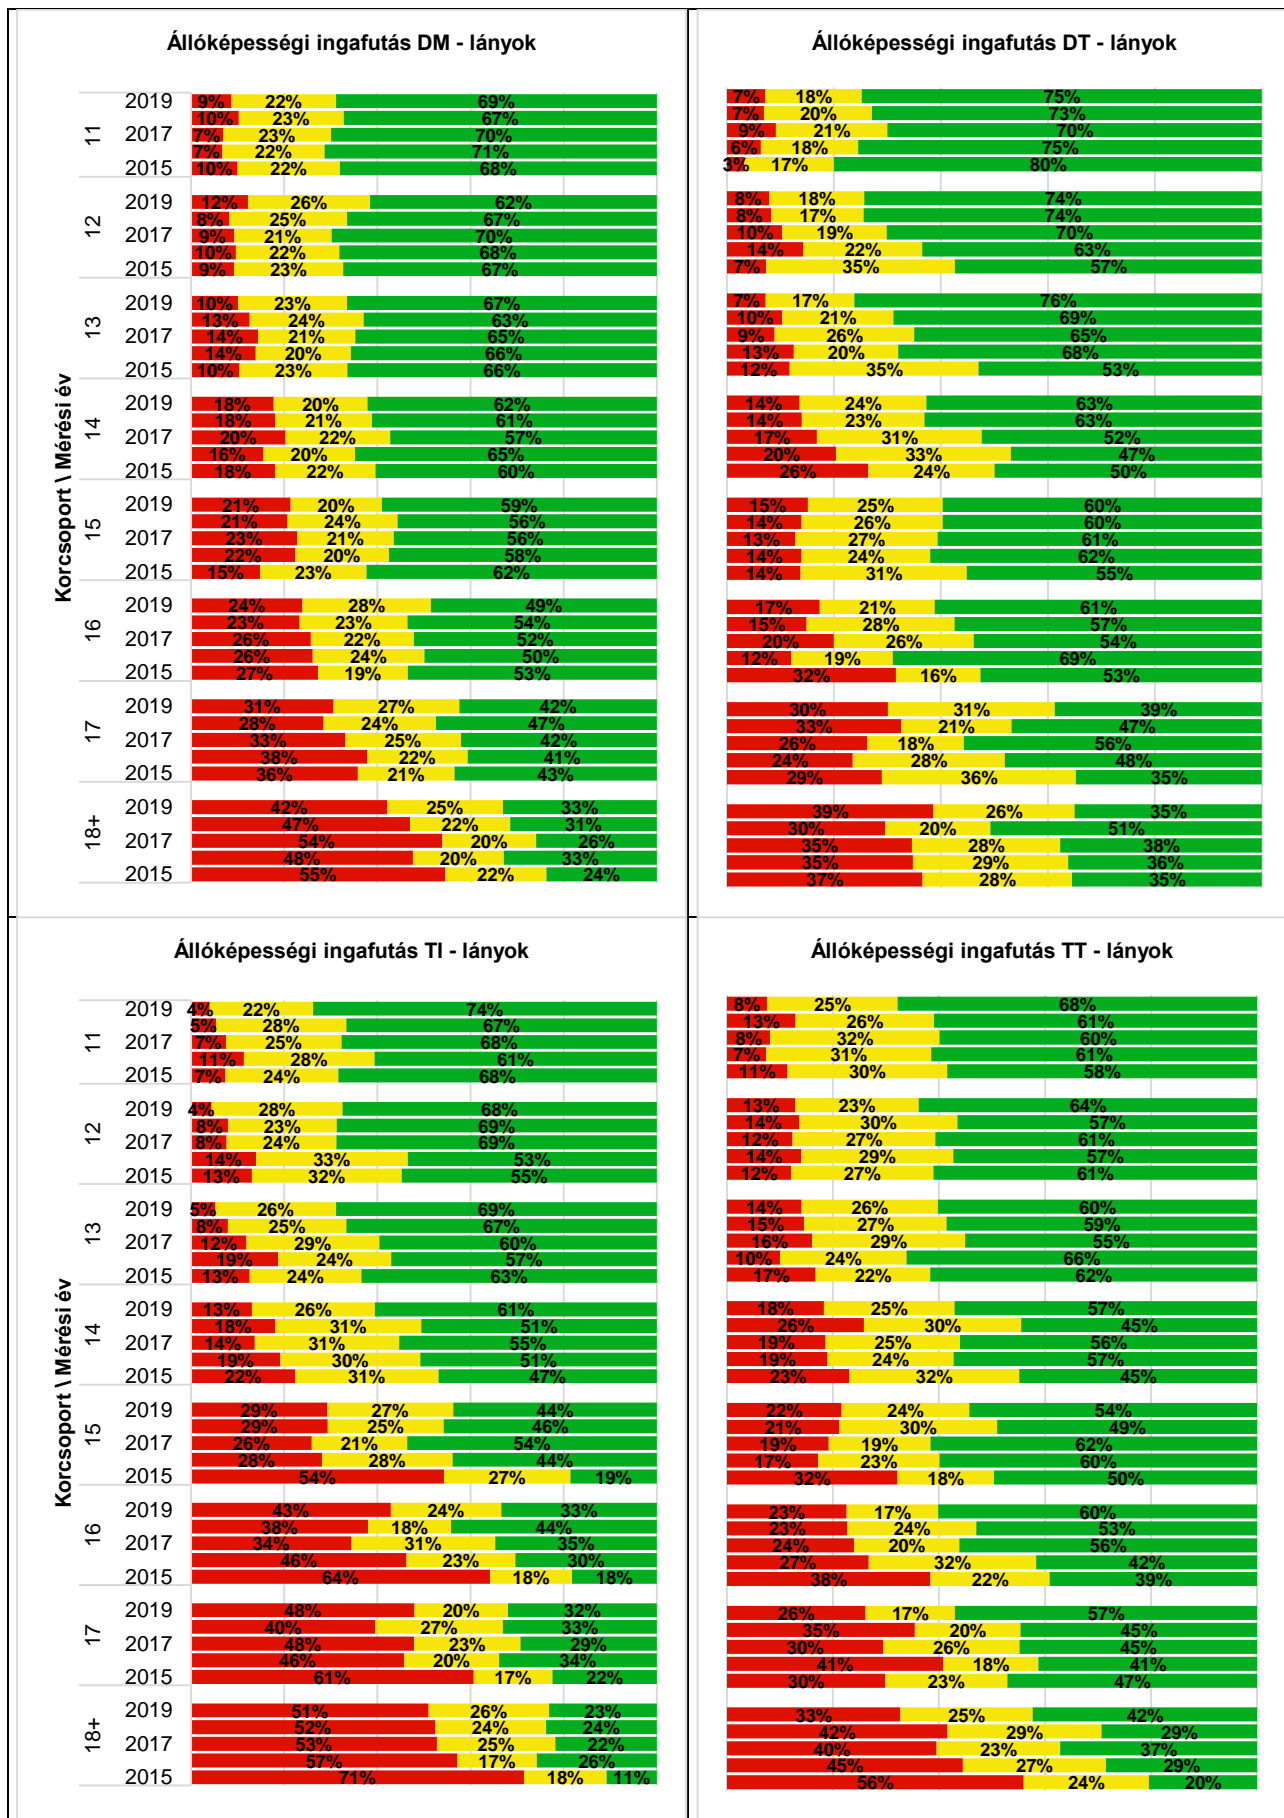 Állóképességi ingafutás DM - lányok
Korcsoport \ Mérési év
11
2019 9% 22% 69%
10% 23% 67%
2017 7% 23% 70%
7% 22% 71%
2015 10% 22% 68%
12
2019 12% 26% 62%
8% 25% 67%
2017 9% 21% 70%
10% 22% 68%
2015 9% 23% 67%
13
2019 10% 23% 67%
13% 24% 63%
2017 14% 21% 65%
14% 20% 66%
2015 10% 23% 66%
14
2019 18% 20% 62%
18% 21% 61%
2017 20% 22% 57%
16% 20% 65%
2015 18% 22% 60%
15
2019 21% 20% 59%
21% 24% 56%
2017 23% 21% 56%
22% 20% 58%
2015 15% 23% 62%
16
2019 24% 28% 49%
23% 23% 54%
2017 26% 22% 52%
26% 24% 50%
2015 27% 19% 53%
17
2019 31% 27% 42%
28% 24% 47%
2017 33% 25% 42%
38% 22% 41%
2015 36% 21% 43%
18+
2019 42% 25% 33%
47% 22% 31%
2017 54% 20% 26%
48% 20% 33%
2015 55% 22% 24%
Állóképességi ingafutás DT - lányok
7% 18% 75%
7% 20% 73%
9% 21% 70%
6% 18% 75%
3% 17% 80%
8% 18% 74%
8% 17% 74%
10% 19% 70%
14% 22% 63%
7% 35% 57%
7% 17% 76%
10% 21% 69%
9% 26% 65%
13% 20% 68%
12% 35% 53%
14% 24% 63%
14% 23% 63%
17% 31% 52%
20% 33% 47%
26% 24% 50%
15% 25% 60%
14% 26% 60%
13% 27% 61%
14% 24% 62%
14% 31% 55%
17% 21% 61%
15% 28% 57%
20% 26% 54%
12% 19% 69%
32% 16% 53%
30% 31% 39%
33% 21% 47%
26% 18% 56%
24% 28% 48%
29% 36% 35%
39% 26% 35%
30% 20% 51%
35% 28% 38%
35% 29% 36%
37% 28% 35%
Állóképességi ingafutás TI - lányok
Korcsoport \ Mérési év
11
2019 4% 22% 74%
5% 28% 67%
2017 7% 25% 68%
11% 28% 61%
2015 7% 24% 68%
12
2019 4% 28% 68%
8% 23% 69%
2017 8% 24% 69%
14% 33% 53%
2015 13% 32% 55%
13
2019 5% 26% 69%
8% 25% 67%
2017 12% 29% 60%
19% 24% 57%
2015 13% 24% 63%
14
2019 13% 26% 61%
18% 31% 51%
2017 14% 31% 55%
19% 30% 51%
2015 22% 31% 47%
15
2019 29% 27% 44%
29% 25% 46%
2017 26% 21% 54%
28% 28% 44%
2015 54% 27% 19%
16
2019 43% 24% 33%
38% 18% 44%
2017 34% 31% 35%
46% 23% 30%
2015 64% 18% 18%
17
2019 48% 20% 32%
40% 27% 33%
2017 48% 23% 29%
46% 20% 34%
2015 61% 17% 22%
18+
2019 51% 26% 23%
52% 24% 24%
2017 53% 25% 22%
57% 17% 26%
2015 71% 18% 11%
Állóképességi ingafutás TT - lányok
8% 25% 68%
13% 26% 61%
8% 32% 60%
7% 31% 61%
11% 30% 58%
13% 23% 64%
14% 30% 57%
12% 27% 61%
14% 29% 57%
12% 27% 61%
14% 26% 60%
15% 27% 59%
16% 29% 55%
10% 24% 66%
17% 22% 62%
18% 25% 57%
26% 30% 45%
19% 25% 56%
19% 24% 57%
23% 32% 45%
22% 24% 54%
21% 30% 49%
19% 19% 62%
17% 23% 60%
32% 18% 50%
23% 17% 60%
23% 24% 53%
24% 20% 56%
27% 32% 42%
38% 22% 39%
26% 17% 57%
35% 20% 45%
30% 26% 45%
41% 18% 41%
30% 23% 47%
33% 25% 42%
42% 29% 29%
40% 23% 37%
45% 27% 29%
56% 24% 20%